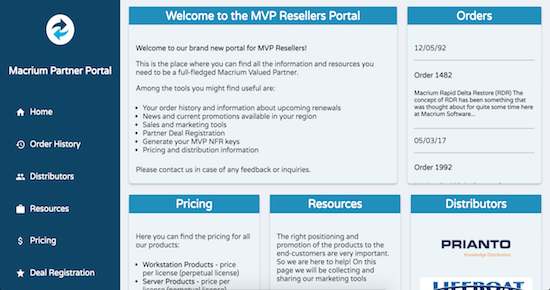 Macrium Partner Portal
Home
Order History
Distributors
Resources
Pricing
Deal Registration
Welcome to the MVP Resellers Portal
Welcome to our brand new portal for MVP Resellers!
This is the place where you can find all the information and resources you
need to be a full-fledged Macrium Valued Partner.
Among the tools you might find useful are:
• Your order history and information about upcoming renewals
• News and current promotions available in your region
• Sales and marketing tools
• Partner Deal Registration
• Generate your MVP NFR keys
• Pricing and distribution information
Please contact us in case of any feedback or inquiries.
Orders
12/05/92
Order 1482
Macrium Rapid Delta Restore (RDR) The
concept of RDR has been something that
was thought about for quite some time here
at Macrium Software...
05/03/17
Order 1992
Pricing
Here you can find the pricing for all
our products:
• Workstation Products - price
per license (perpetual license)
• Server Products - price per
license (perpetual license)
Resources
The right positioning and
promotion of the products to the
end-customers are very important.
So we are here to help! On this
page we will be collecting and
sharing our marketing tools
Distributors
PRIANTO
Knowledge Distribution
LIFEBOAT